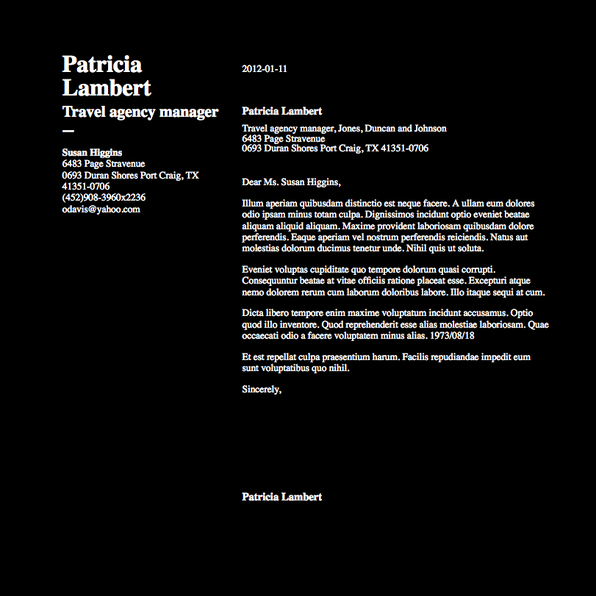 Patricia
Lambert
Travel agency manager
—
Susan Higgins
6483 Page Stravenue
0693 Duran Shores Port Craig, TX
41351-0706
(452)908-3960x2236
odavis@yahoo.com
2012-01-11
Patricia Lambert
Travel agency manager, Jones, Duncan and Johnson
6483 Page Stravenue
0693 Duran Shores Port Craig, TX 41351-0706
Dear Ms. Susan Higgins,
Illum aperiam quibusdam distinctio est neque facere. A ullam eum dolores
odio ipsam minus totam culpa. Dignissimos incidunt optio eveniet beatae
aliquam aliquid aliquam. Maxime provident laboriosam quibusdam dolore
perferendis. Eaque aperiam vel nostrum perferendis reiciendis. Natus aut
molestias dolorum ducimus tenetur unde. Nihil quis ut soluta.
Eveniet voluptas cupiditate quo tempore dolorum quasi corrupti.
Consequuntur beatae at vitae officiis ratione placeat esse. Excepturi atque
nemo dolorem rerum cum laborum doloribus labore. Illo itaque sequi at cum.
Dicta libero tempore enim maxime voluptatum incidunt accusamus. Optio
quod illo inventore. Quod reprehenderit esse alias molestiae laboriosam. Quae
occaecati odio a facere voluptatem minus alias. 1973/08/18
Et est repellat culpa praesentium harum. Facilis repudiandae impedit eum
sunt voluptatibus quo nihil.
Sincerely,
Patricia Lambert